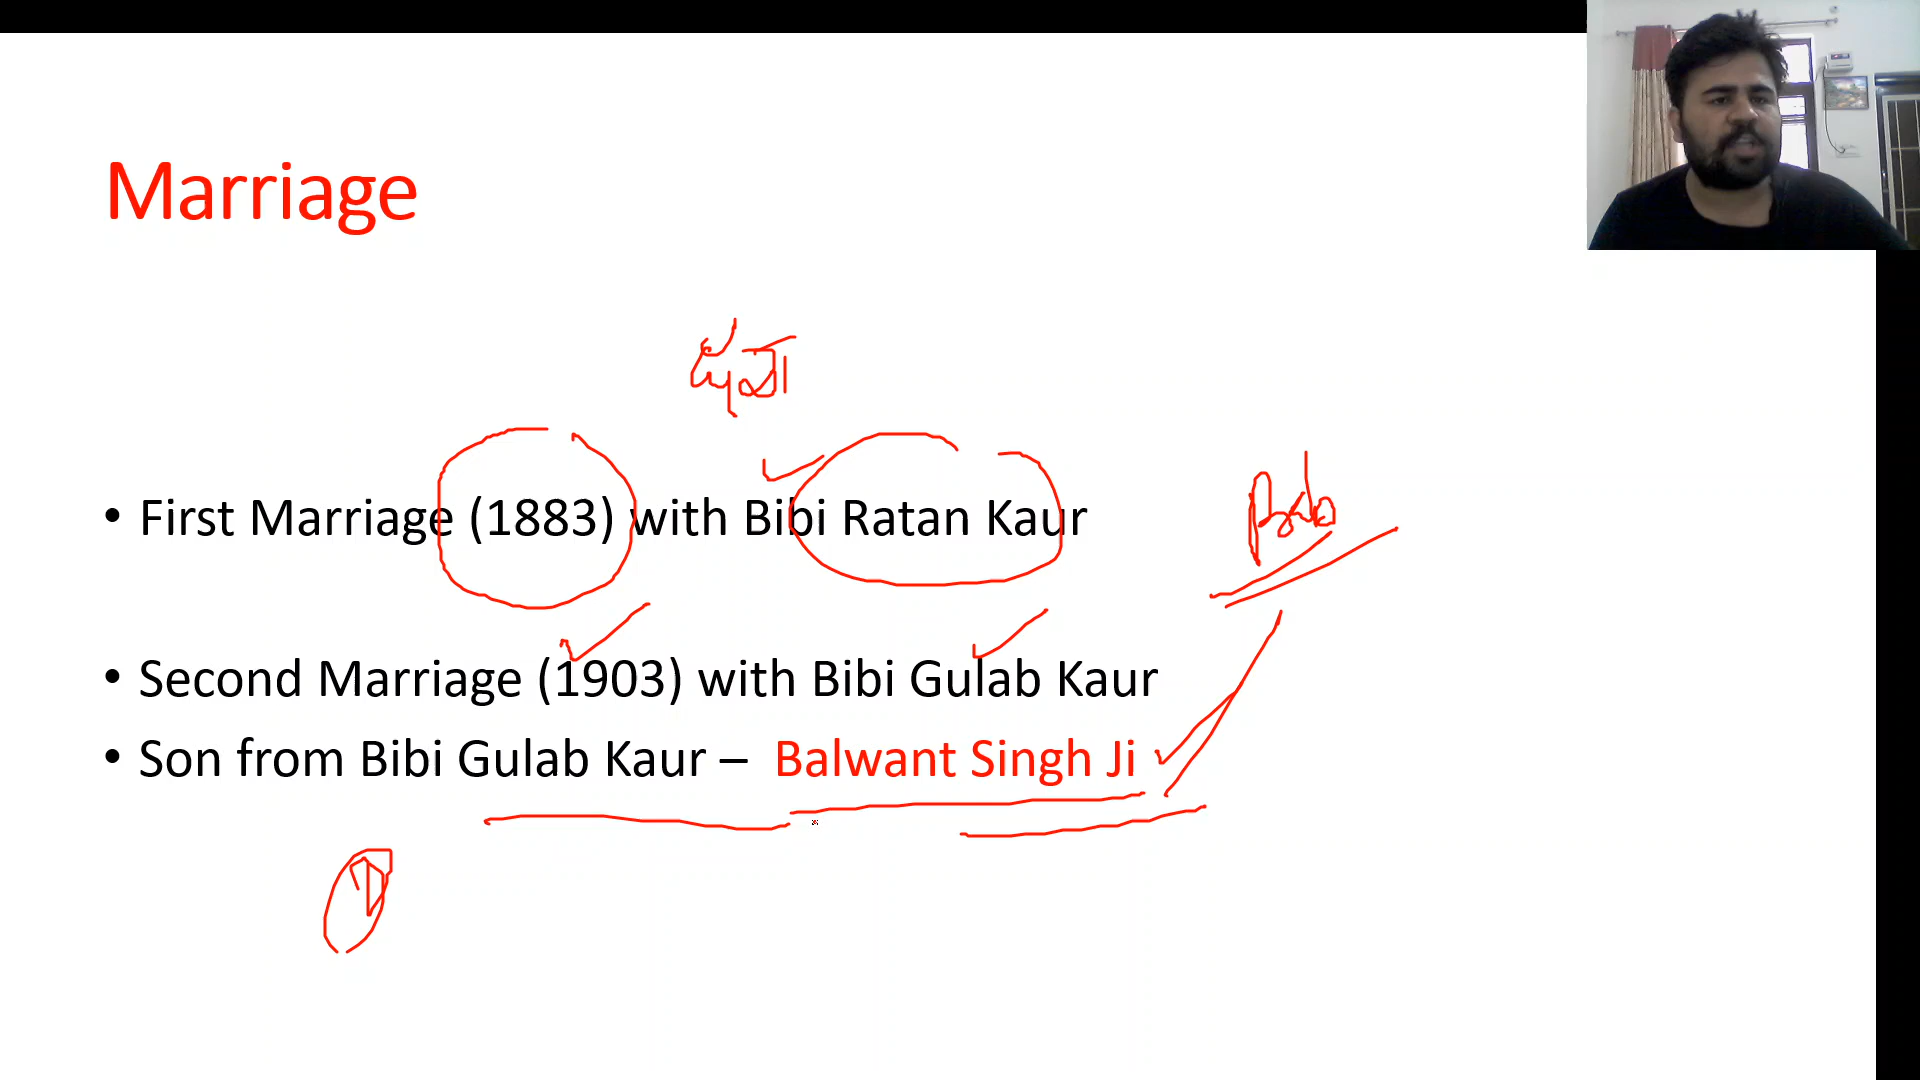 Marriage
• First Marriage (1883) with Bibi Ratan Kaur
• Second Marriage (1903) with Bibi Gulab Kaur
• Son from Bibi Gulab Kaur – Balwant Singh Ji